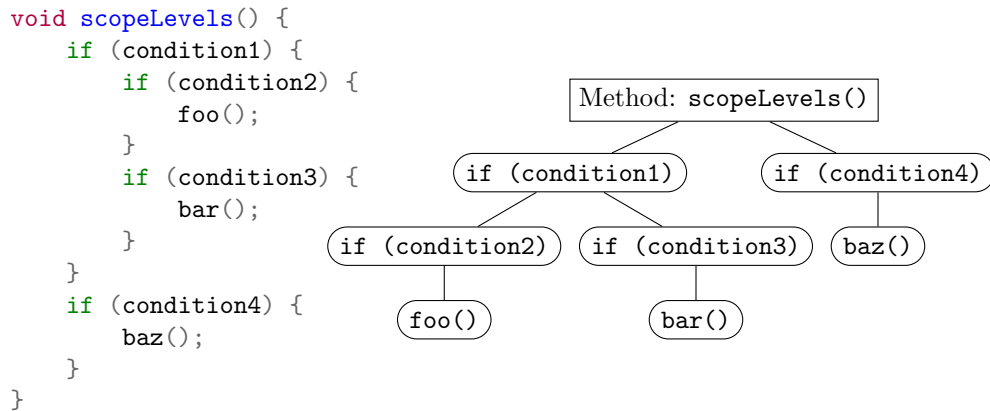 void scopeLevels() {
    if (condition1) {
        if (condition2) {
            foo();
        }
        if (condition3) {
            bar();
        }
    }
    if (condition4) {
        baz();
    }
}
Method: scopeLevels()
if (condition1)
if (condition4)
if (condition2)
if (condition3)
baz()
foo()
bar()